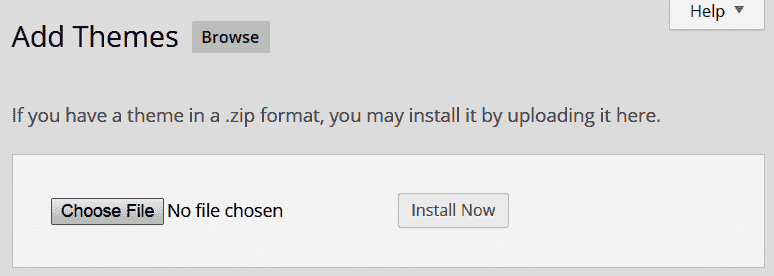 Help ▼
Add Themes Browse
If you have a theme in a .zip format, you may install it by uploading it here.
Choose File No file chosen Install Now